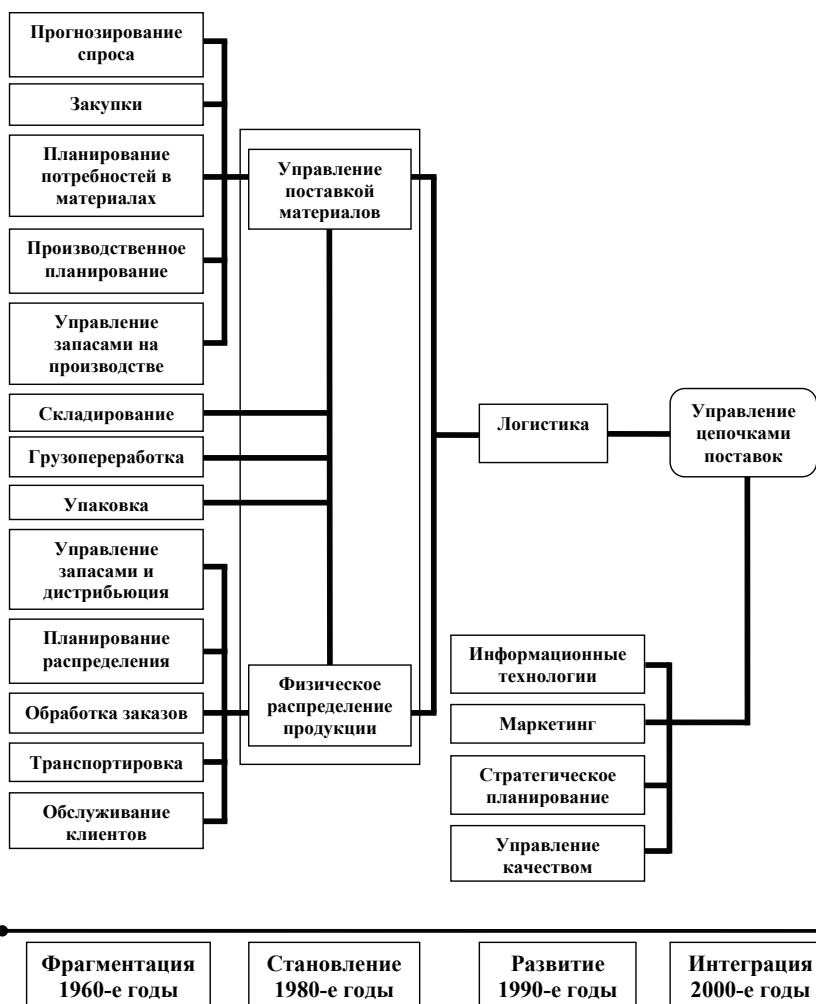 Прогнозирование
спроса
Закупки
Планирование
потребностей в
материалах
Производственное
планирование
Управление
запасами на
производстве
Складирование
Грузопереработка
Упаковка
Управление
запасами и
дистрибьюция
Планирование
распределения
Обработка заказов
Транспортировка
Обслуживание
клиентов
Управление
поставкой
материалов
Физическое
распределение
продукции
Логистика
Управление
цепочками
поставок
Информационные
технологии
Маркетинг
Стратегическое
планирование
Управление
качеством
Фрагментация
1960-е годы
Становление
1980-е годы
Развитие
1990-е годы
Интеграция
2000-е годы